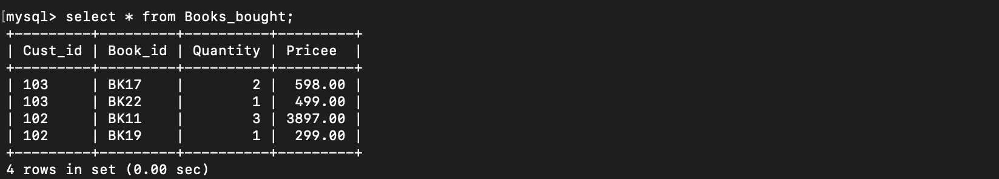 [mysql> select * from Books_bought;
+---------+---------+----------+---------+
| Cust_id | Book_id | Quantity | Pricee  |
+---------+---------+----------+---------+
| 103     | BK17    |        2 |  598.00 |
| 103     | BK22    |        1 |  499.00 |
| 102     | BK11    |        3 | 3897.00 |
| 102     | BK19    |        1 |  299.00 |
+---------+---------+----------+---------+
4 rows in set (0.00 sec)